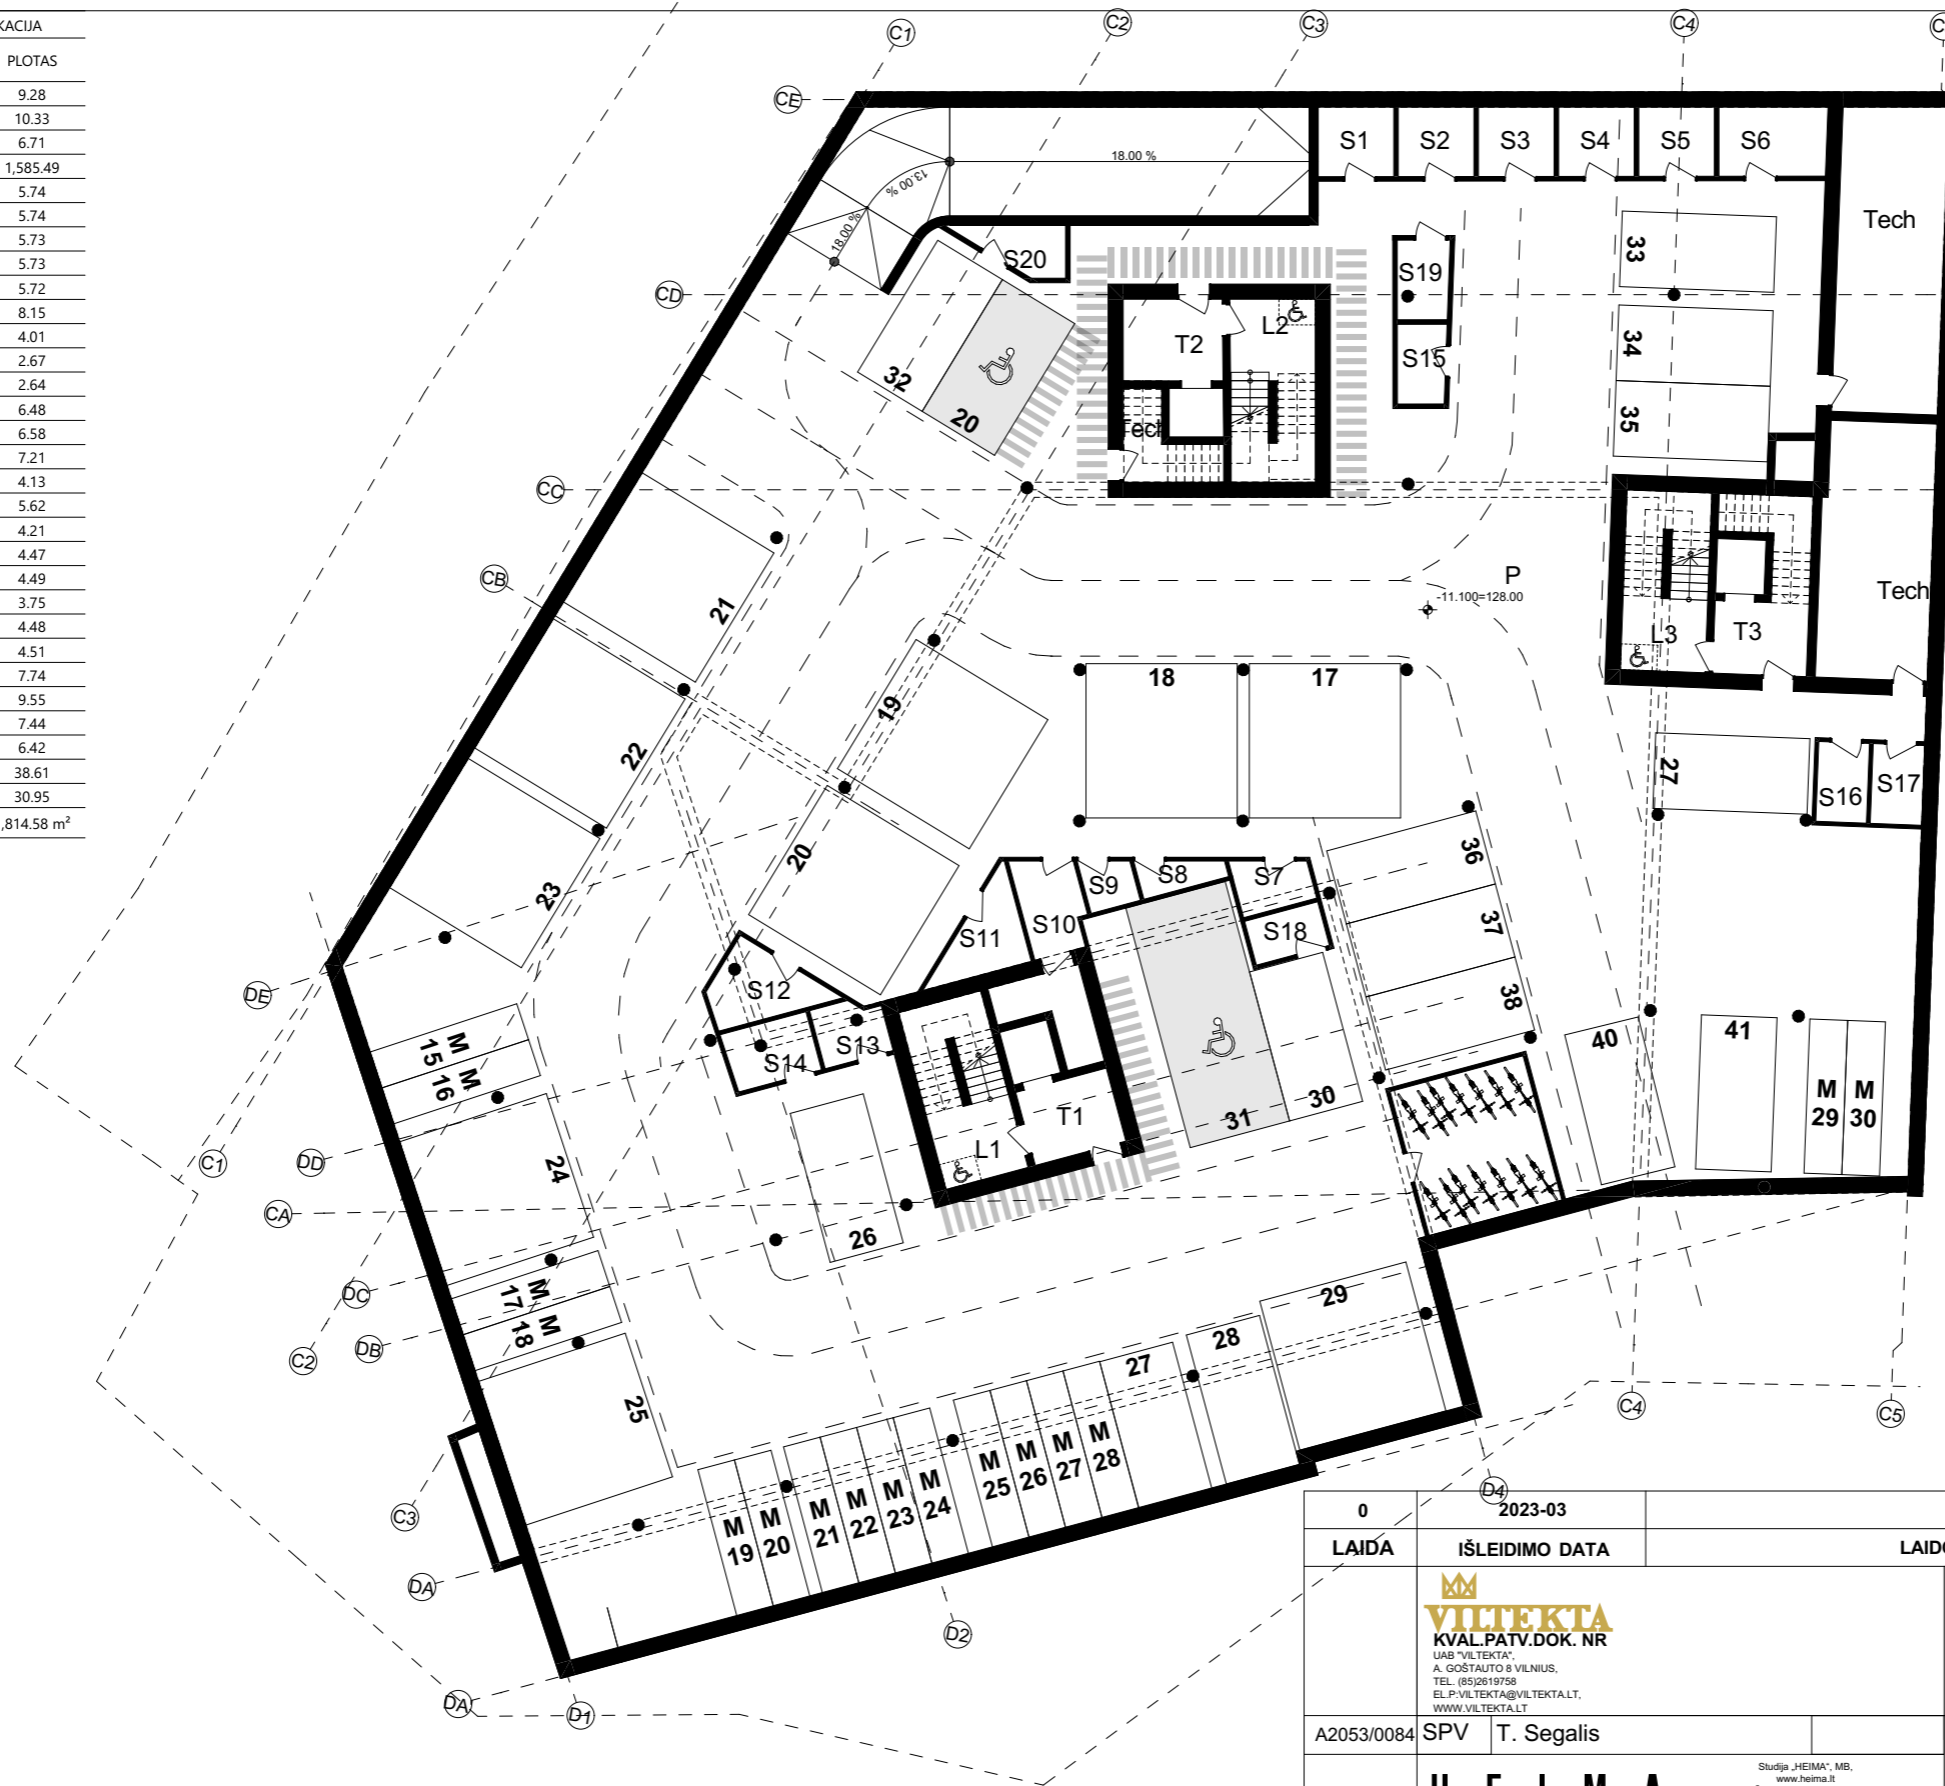 KACIJA
PLOTAS
9.28
10.33
6.71
1,585.49
5.74
5.74
5.73
5.73
5.72
8.15
4.01
2.67
2.64
6.48
6.58
7.21
4.13
5.62
4.21
4.47
4.49
3.75
4.48
4.51
7.74
9.55
7.44
6.42
38.61
30.95
,814.58 m²
C1
C2
C3
C4
CE
S1
S2
S3
S4
S5
S6
18.00 %
13.00 %
18.00 %
Tech
S20
S19
33
CD
T2
L2
S15
34
32
20
35
Tech
CC
CB
21
P
-11.100=128.00
Tech
L3
T3
19
18
17
22
27
S16
S17
20
23
36
S9
S8
S7
S11
S10
S18
37
DE
S12
38
S14
S13
40
41
M
15
M
16
M
29
M
30
C1
DD
T1
L1
31
30
24
CA
26
DC
M
17
M
18
29
DB
C2
28
27
25
C4
C5
C3
M
19
M
20
M
21
M
22
M
23
M
24
M
25
M
26
M
27
M
28
D4
DA
D2
DA
D1
0
2023-03
LAIDA
IŠLEIDIMO DATA
LAID
VILTEKTA
KVAL.PATV.DOK. NR
UAB "VILTEKTA",
A. GOŠTAUTO 8 VILNIUS,
TEL. (85)2619758
EL.P:VILTEKTA@VILTEKTA.LT,
WWW.VILTEKTA.LT
A2053/0084
SPV
T. Segalis
H E I M A
Studija „HEIMA“, MB,
www.heima.lt